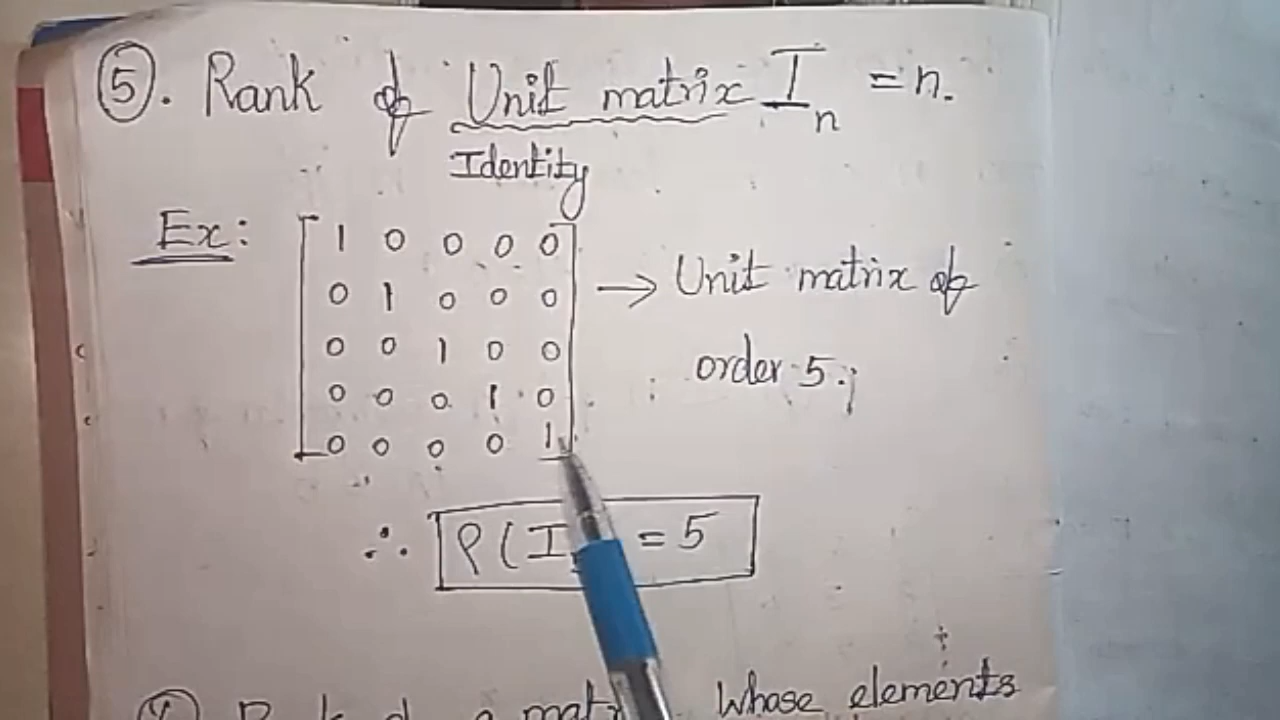 5. Rank of Unit matrix In = n.
Identity
Ex: 1 0 0 0 0
0 1 0 0 0
0 0 1 0 0
0 0 0 1 0
0 0 0 0 1
→ Unit matrix of
order 5.
∴ ρ(I = 5
whose elements